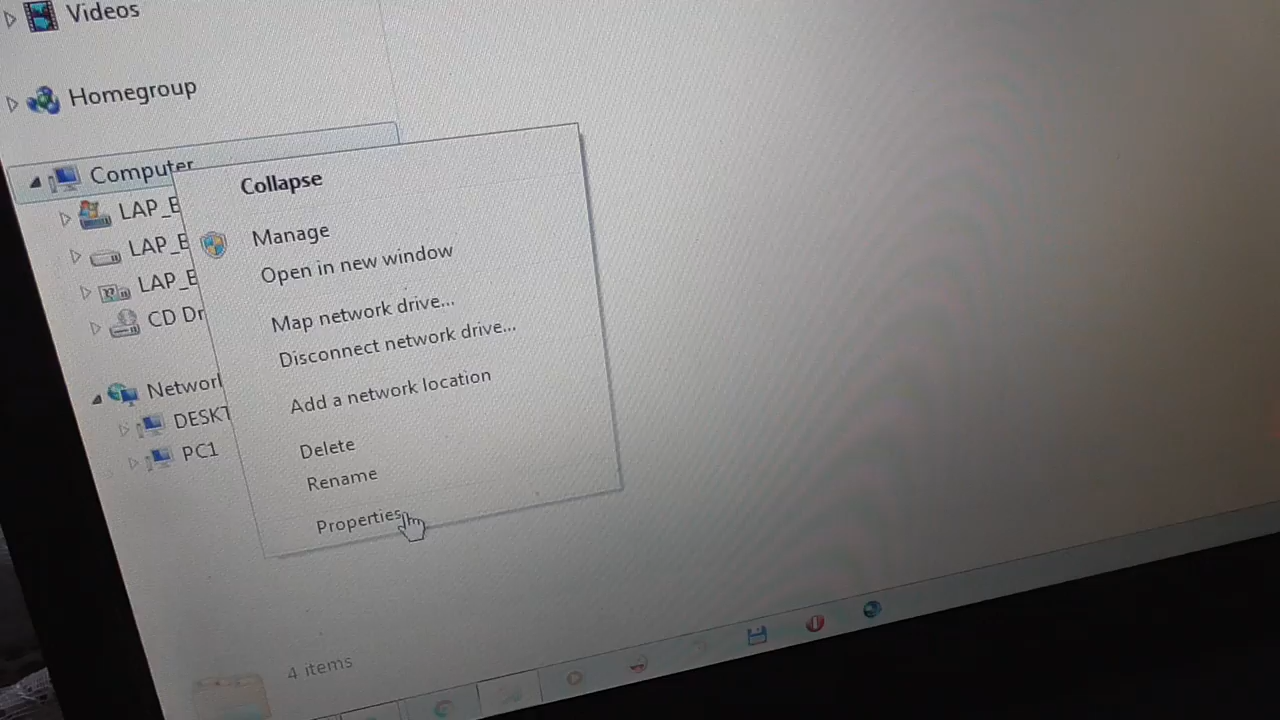 Videos
Homegroup
Computer
LAP_E
LAP_E
LAP_E
CD Dr
Networ
DESKT
PC1
Collapse
Manage
Open in new window
Map network drive...
Disconnect network drive...
Add a network location
Delete
Rename
Properties
4 items